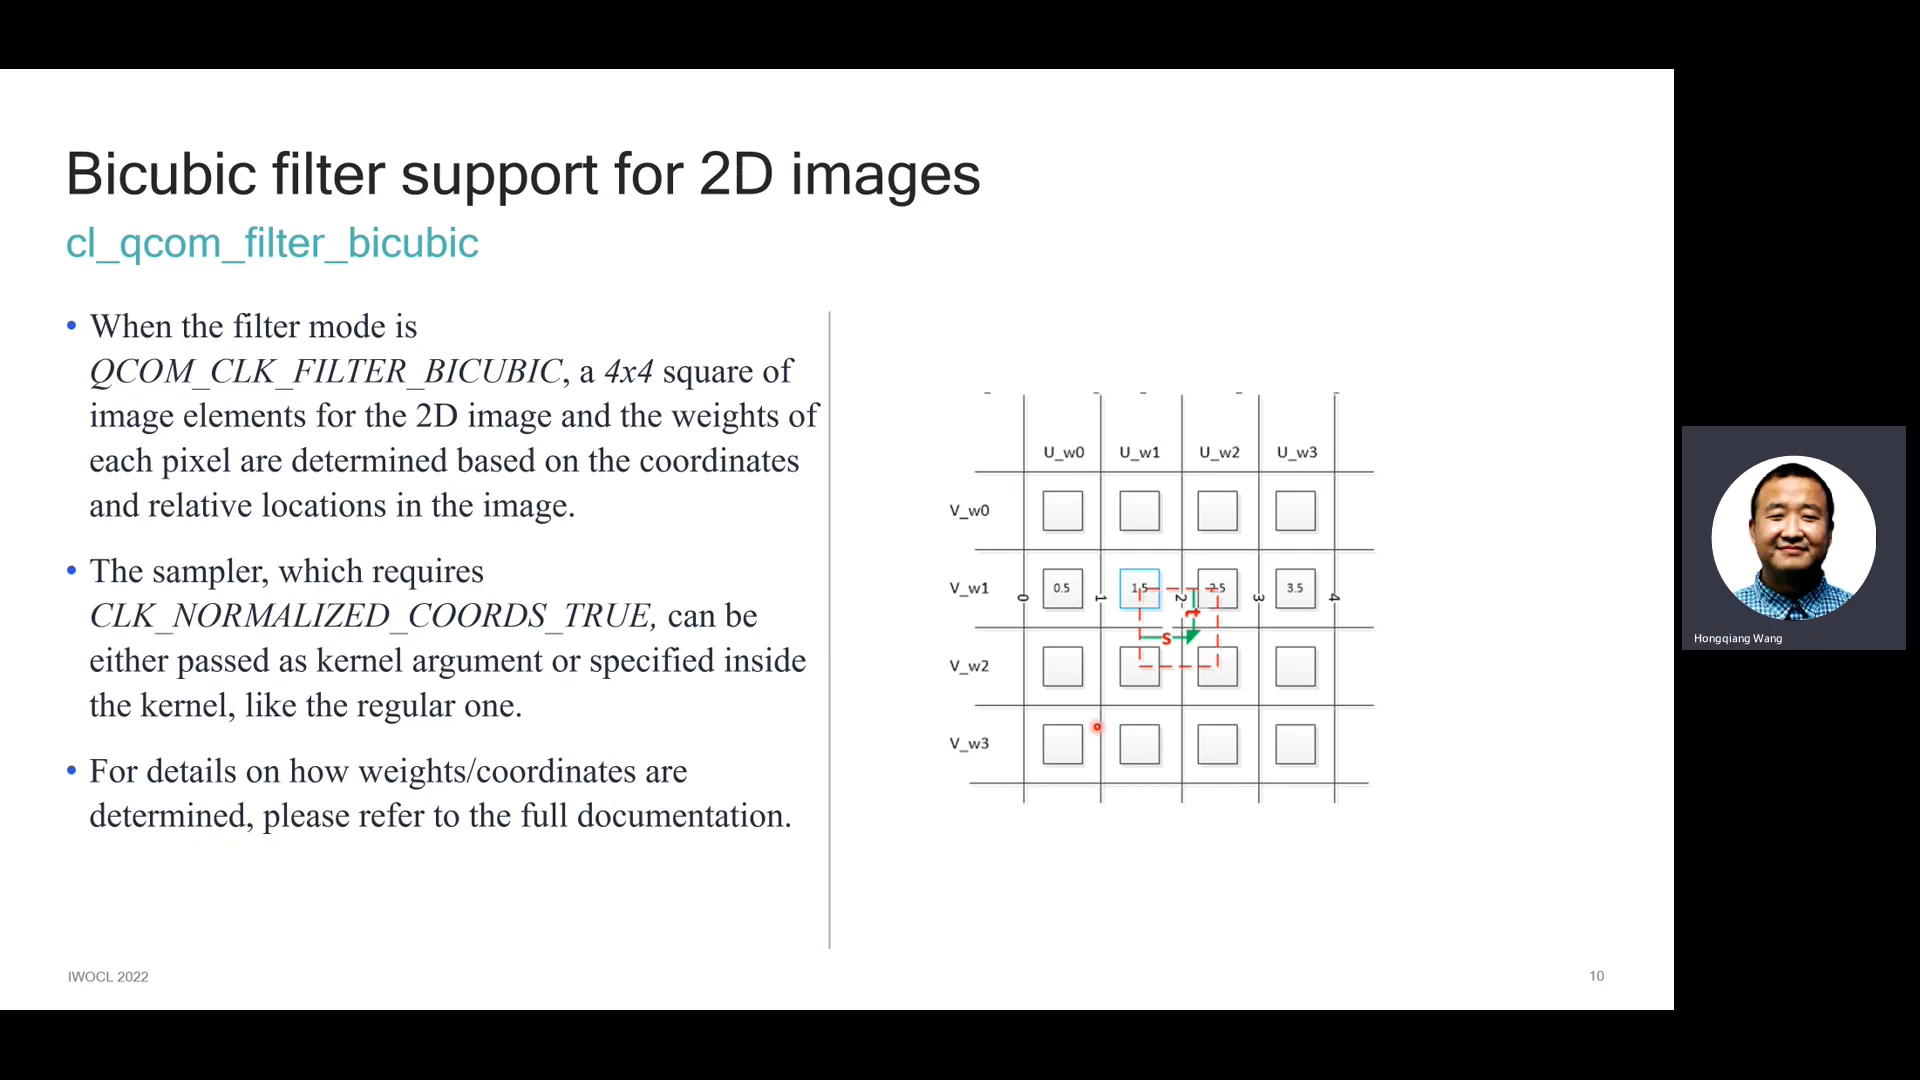 Bicubic filter support for 2D images
cl_qcom_filter_bicubic
• When the filter mode is
QCOM_CLK_FILTER_BICUBIC, a 4x4 square of
image elements for the 2D image and the weights of
each pixel are determined based on the coordinates
and relative locations in the image.
• The sampler, which requires
CLK_NORMALIZED_COORDS_TRUE, can be
either passed as kernel argument or specified inside
the kernel, like the regular one.
• For details on how weights/coordinates are
determined, please refer to the full documentation.
U_w0 U_w1 U_w2 U_w3
V_w0
V_w1 0 0.5 1 1.5 2 2.5 3 3.5 4
t
s
V_w2
V_w3
IWOCL 2022
10
Hongqiang Wang